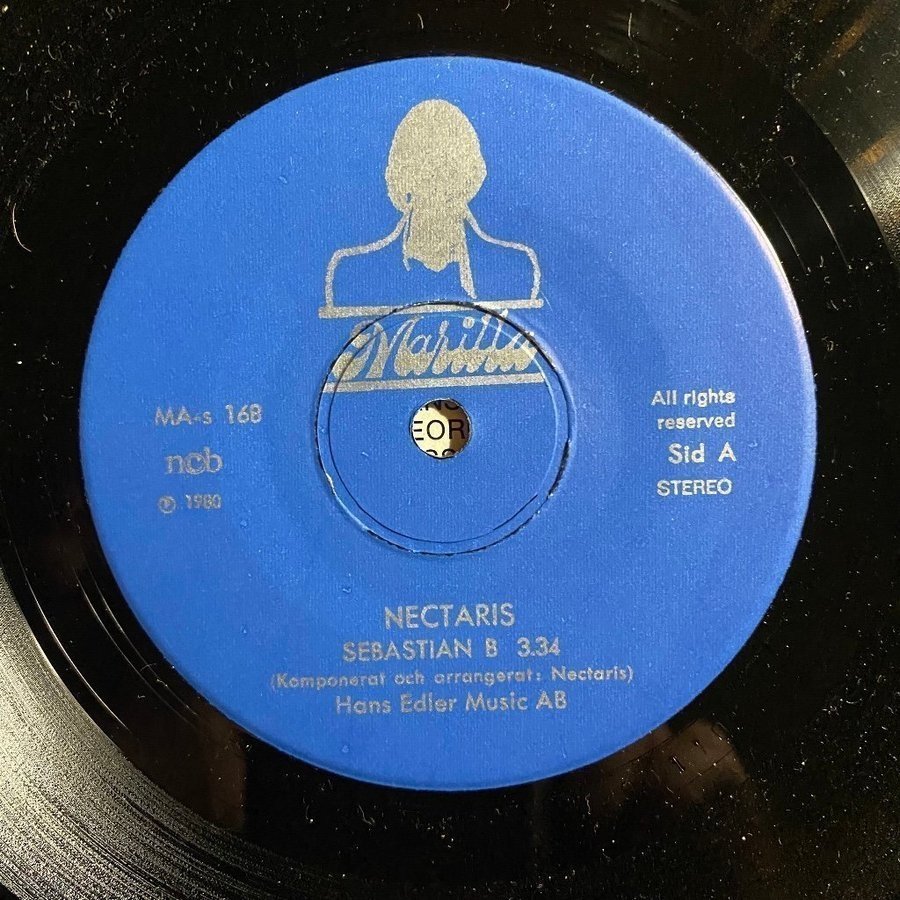 Marilla
MA-s 168
ncb
℗ 1980
All rights
reserved
Sid A
STEREO
EOR
NECTARIS
SEBASTIAN B 3.34
(Komponerat och arrangerat: Nectaris)
Hans Edler Music AB